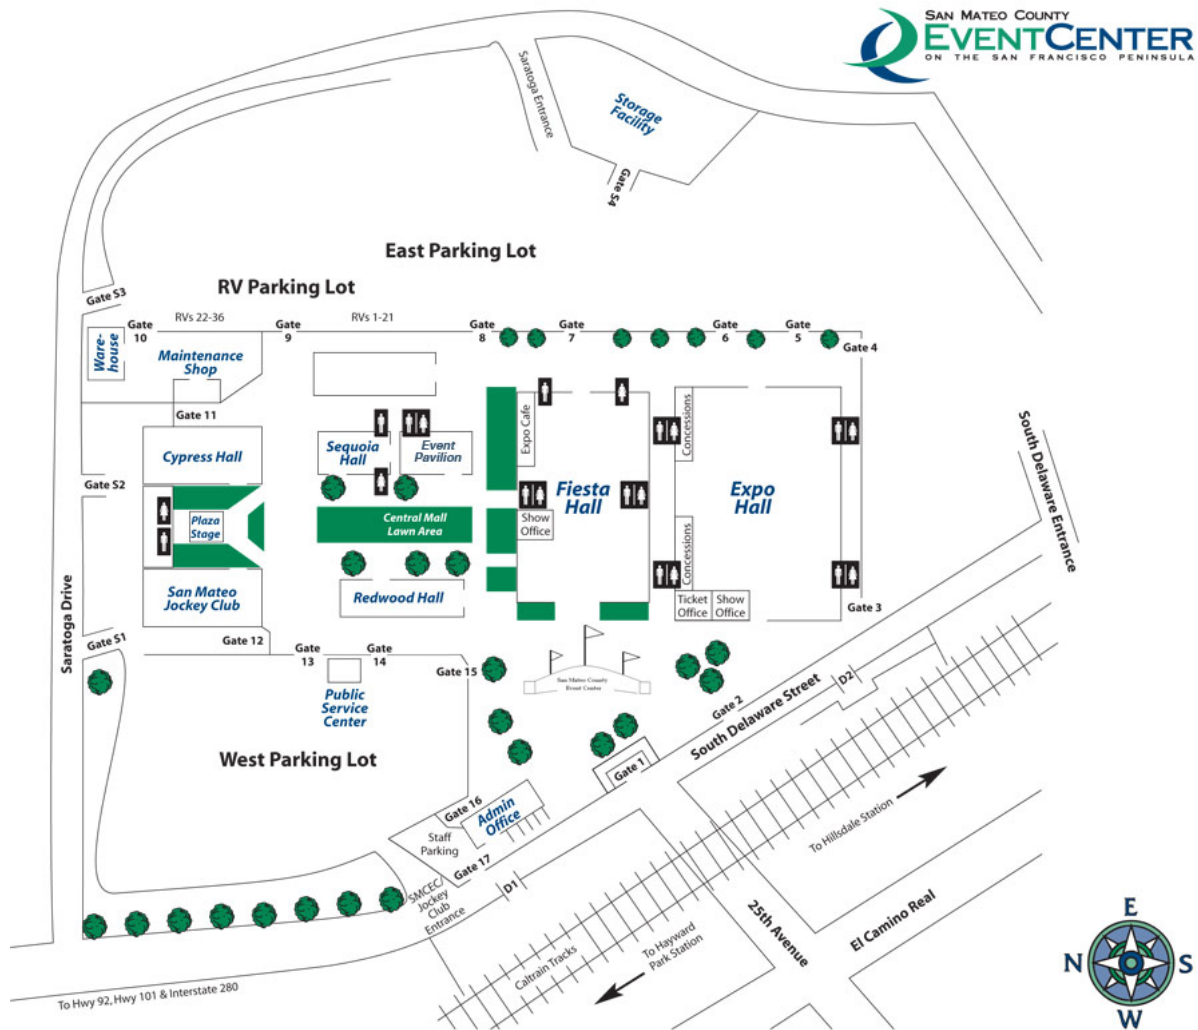 SAN MATEO COUNTY
EVENTCENTER
ON THE SAN FRANCISCO PENINSULA
Saratoga Entrance
Storage
Facility
Gate S4
East Parking Lot
RV Parking Lot
Gate S3
RVs 22-36
RVs 1-21
Gate
10
Gate
9
Gate
8
Gate
7
Gate
6
Gate
5
Gate 4
Ware-
house
Maintenance
Shop
Gate 11
Cypress Hall
Sequoia
Hall
Event
Pavilion
Expo Cafe
Concessions
Fiesta
Hall
Expo
Hall
South Delaware Entrance
Gate S2
Plaza
Stage
Central Mall
Lawn Area
Show
Office
Concessions
San Mateo
Jockey Club
Redwood Hall
Ticket
Office
Show
Office
Gate 3
Saratoga Drive
Gate S1
Gate 12
Gate
13
Gate
14
Gate 15
San Mateo County
Event Center
Public
Service
Center
Gate 2
D2
South Delaware Street
West Parking Lot
Gate 1
Gate 16
Admin
Office
Staff
Parking
Gate 17
To Hillsdale Station
SMCEC/
Jockey
Club
Entrance
D1
25th Avenue
El Camino Real
To Hayward
Park Station
Caltrain Tracks
To Hwy 92, Hwy 101 & Interstate 280
E
N
S
W